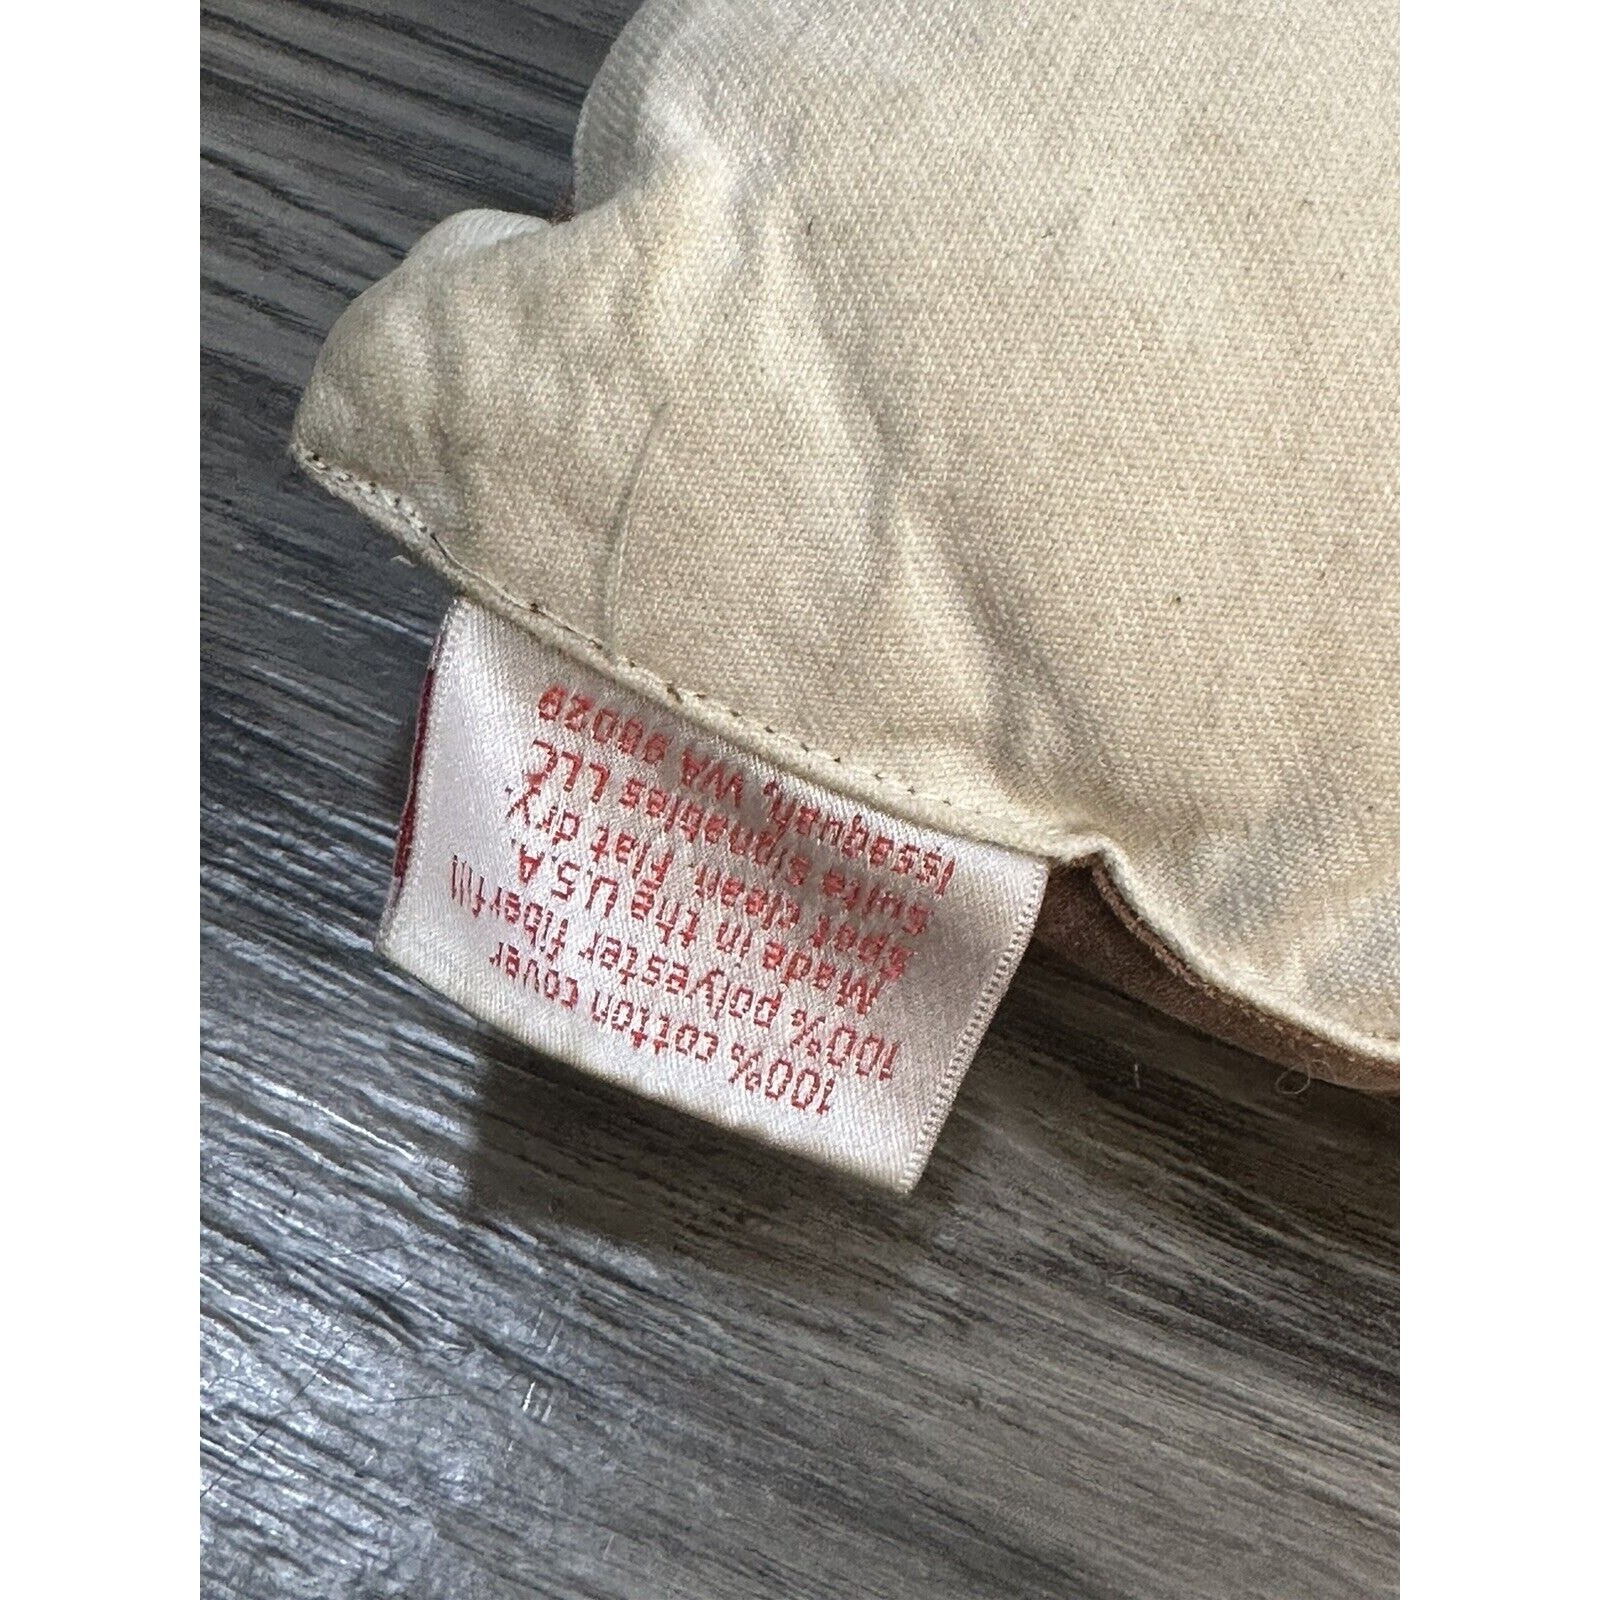 100% cotton cover
100% polyester fiberfill
Made in the U.S.A.
Spot clean. Flat dry.
Suite signables LLC
Issaquah, WA 98029